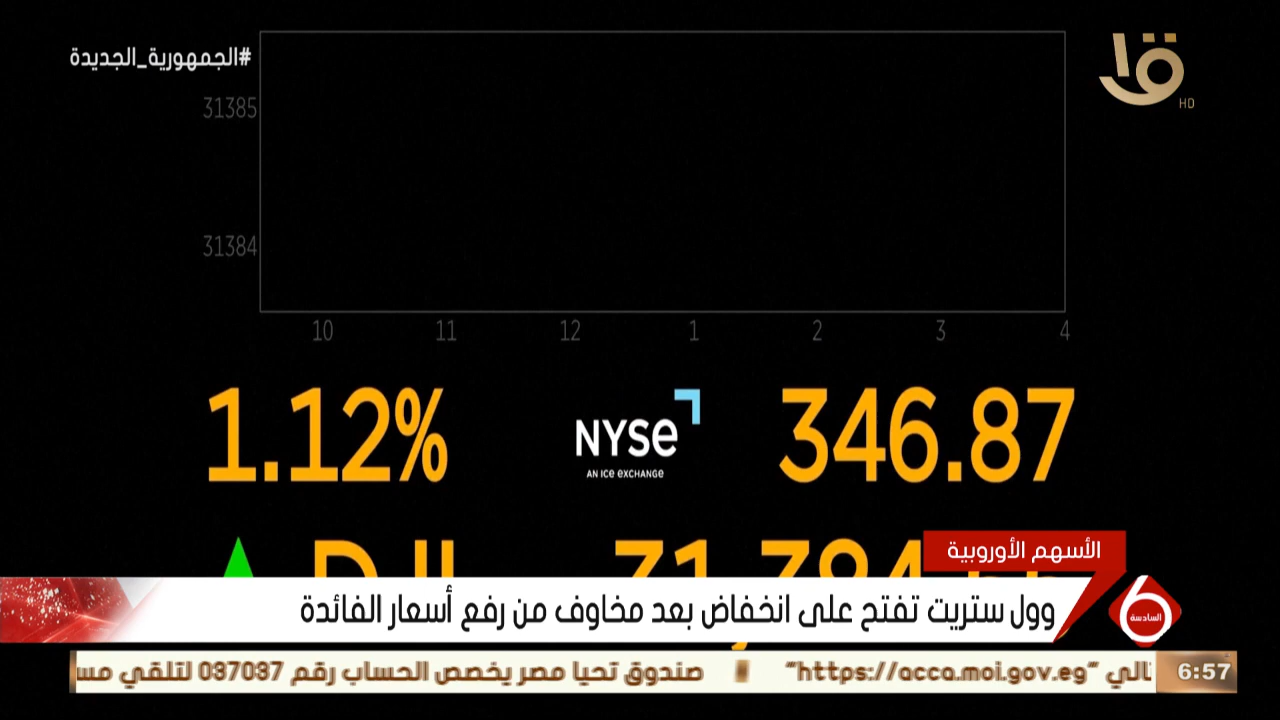 #الجمهورية_الجديدة
HD
31385
31384
10 11 12 1 2 3 4
1.12% NYSE 346.87
AN ICE EXCHANGE
الأسهم الأوروبية
وول ستريت تفتح على انخفاض بعد مخاوف من رفع أسعار الفائدة
السادسة
6:57 "https://acca.moi.gov.eg" صندوق تحيا مصر يخصص الحساب رقم 037037 لتلقي